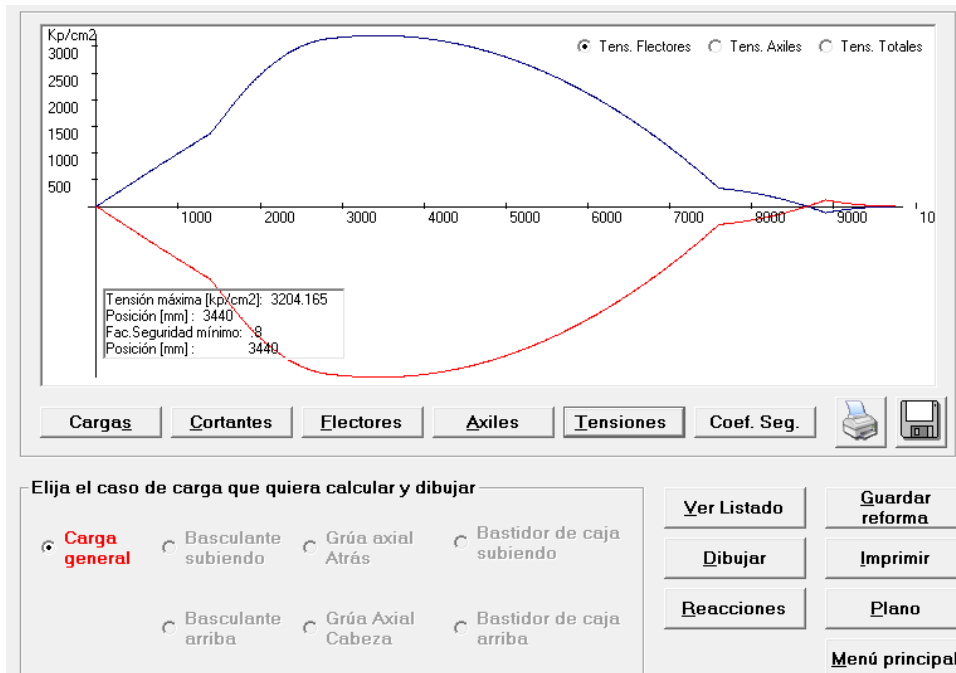 Kp/cm2
3000
2500
2000
1500
1000
500
Tens. Flectores Tens. Axiles Tens. Totales
1000 2000 3000 4000 5000 6000 7000 8000 9000 10
Tensión máxima [kp/cm2]: 3204.165
Posición [mm] : 3440
Fac.Seguridad mínimo: .8
Posición [mm] : 3440
Cargas Cortantes Flectores Axiles Tensiones Coef. Seg.
Elija el caso de carga que quiera calcular y dibujar
Carga
general
Basculante
subiendo
Grúa axial
Atrás
Bastidor de caja
subiendo
Basculante
arriba
Grúa Axial
Cabeza
Bastidor de caja
arriba
Ver Listado
Guardar
reforma
Dibujar
Imprimir
Reacciones
Plano
Menú principal